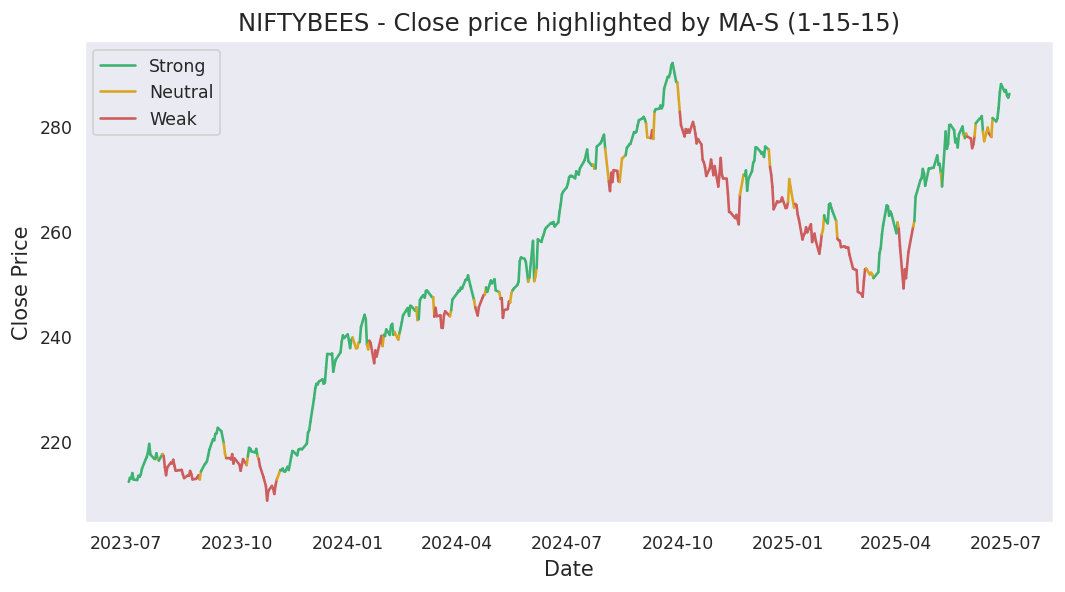 NIFTYBEES - Close price highlighted by MA-S (1-15-15)
Strong
Neutral
Weak
Close Price
280
260
240
220
2023-07 2023-10 2024-01 2024-04 2024-07 2024-10 2025-01 2025-04 2025-07
Date